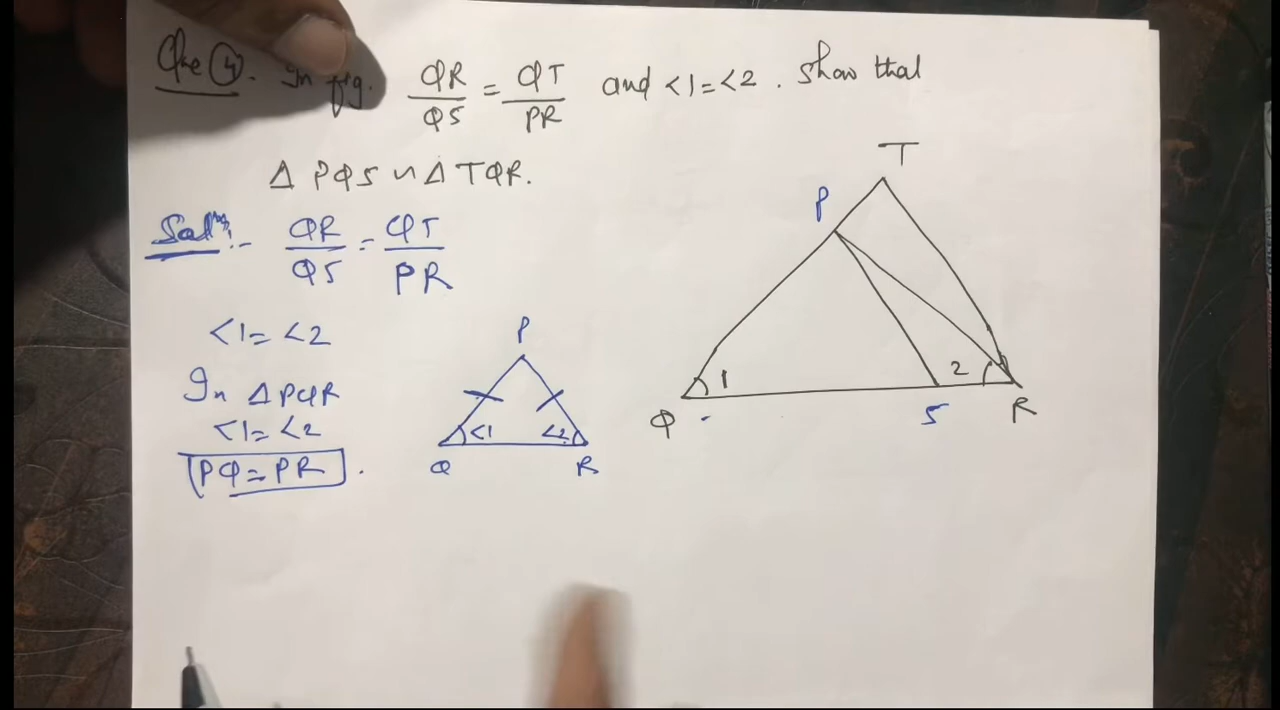 Que (4). In fig. QR/QS = QT/PR and <1=<2. Show that
Δ PQS ~ Δ TQR.
Solⁿ:- QR/QS = QT/PR
<1=<2
In Δ PQR
<1=<2
PQ=PR.
P
<1 <2
Q R
T
P
1 2
Q S R